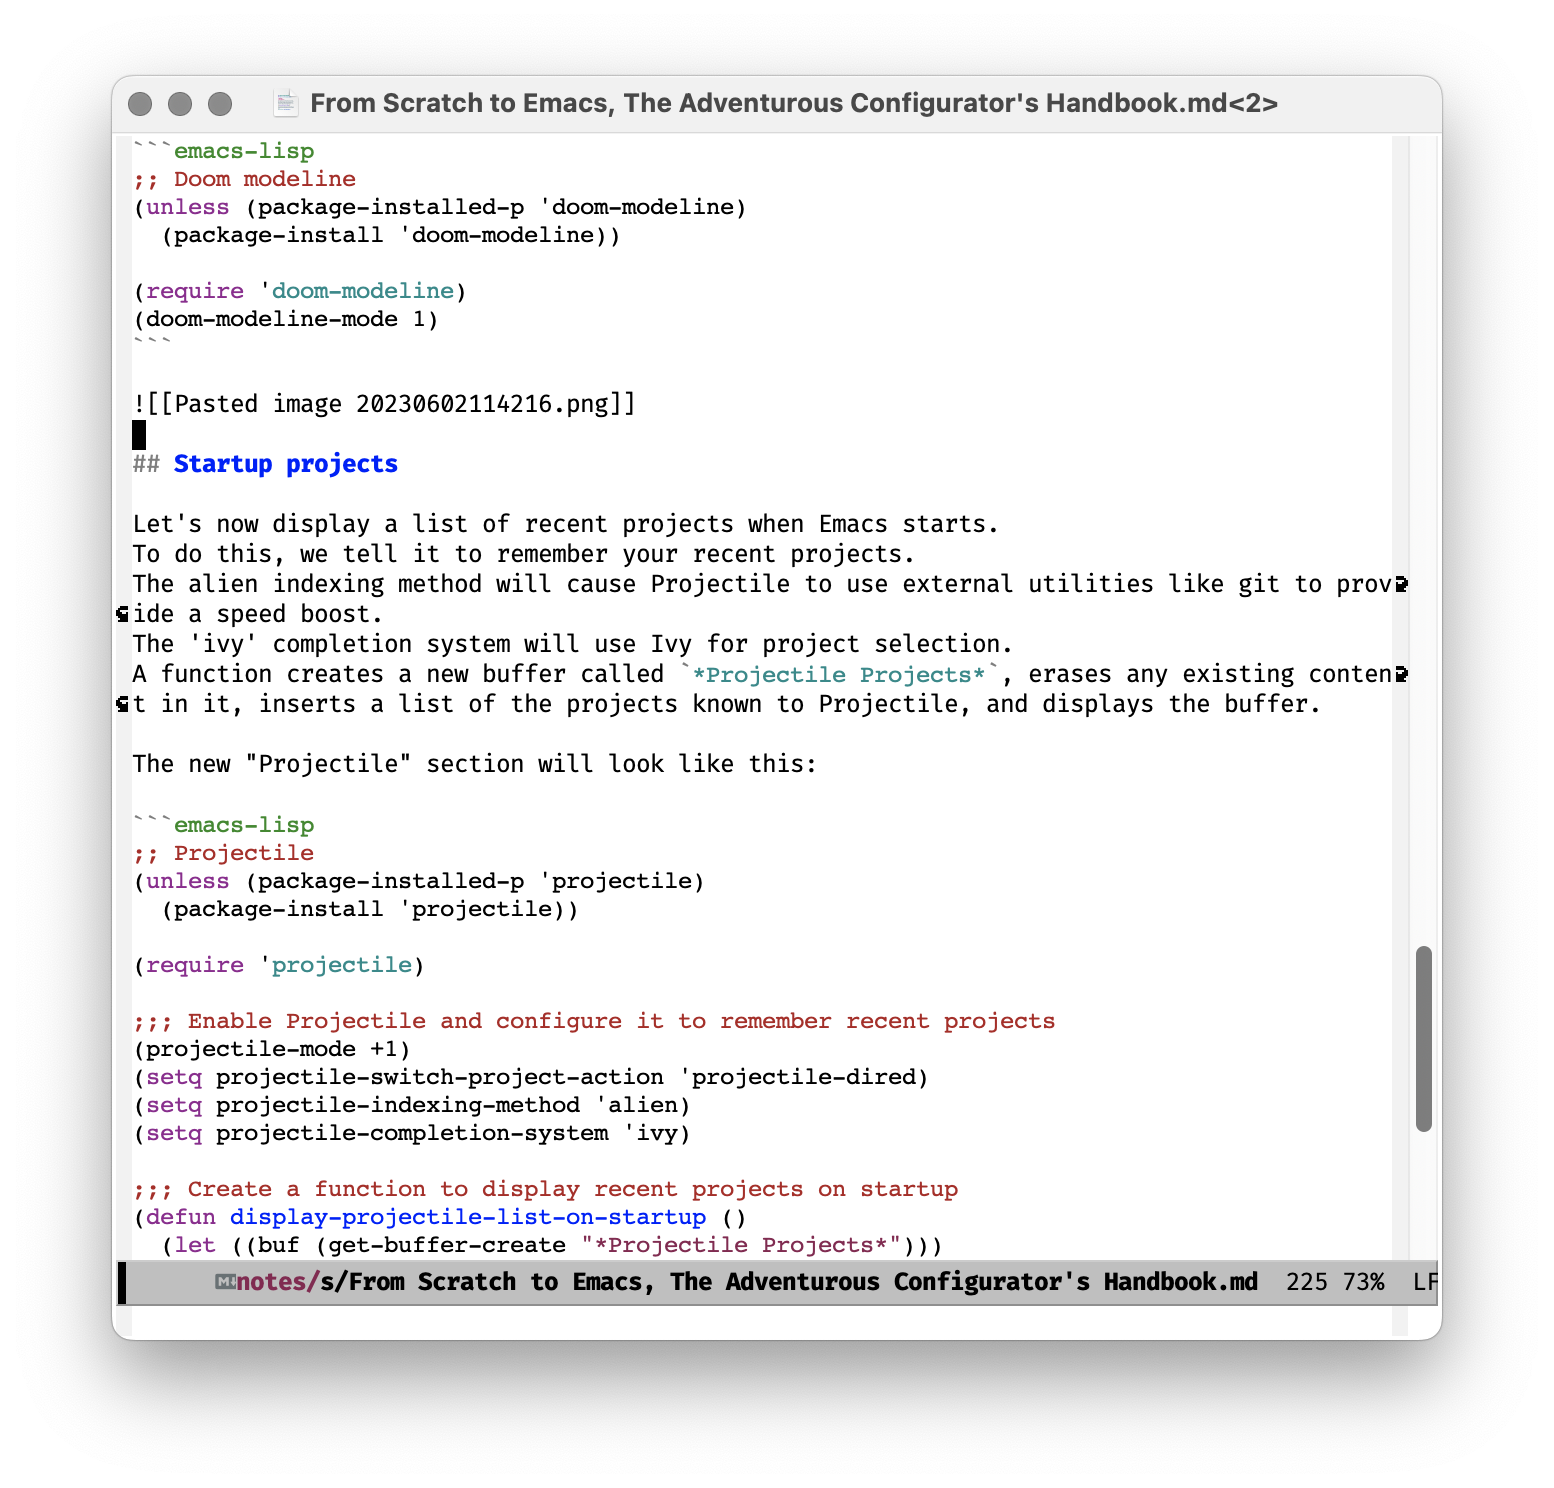 From Scratch to Emacs, The Adventurous Configurator's Handbook.md<2>
```emacs-lisp
;; Doom modeline
(unless (package-installed-p 'doom-modeline)
  (package-install 'doom-modeline))

(require 'doom-modeline)
(doom-modeline-mode 1)
```

![[Pasted image 20230602114216.png]]

## Startup projects

Let's now display a list of recent projects when Emacs starts.
To do this, we tell it to remember your recent projects.
The alien indexing method will cause Projectile to use external utilities like git to prov
ide a speed boost.
The 'ivy' completion system will use Ivy for project selection.
A function creates a new buffer called `*Projectile Projects*`, erases any existing conten
t in it, inserts a list of the projects known to Projectile, and displays the buffer.

The new "Projectile" section will look like this:

```emacs-lisp
;; Projectile
(unless (package-installed-p 'projectile)
  (package-install 'projectile))

(require 'projectile)

;;; Enable Projectile and configure it to remember recent projects
(projectile-mode +1)
(setq projectile-switch-project-action 'projectile-dired)
(setq projectile-indexing-method 'alien)
(setq projectile-completion-system 'ivy)

;;; Create a function to display recent projects on startup
(defun display-projectile-list-on-startup ()
  (let ((buf (get-buffer-create "*Projectile Projects*")))
M notes/s/From Scratch to Emacs, The Adventurous Configurator's Handbook.md  225 73%  LF